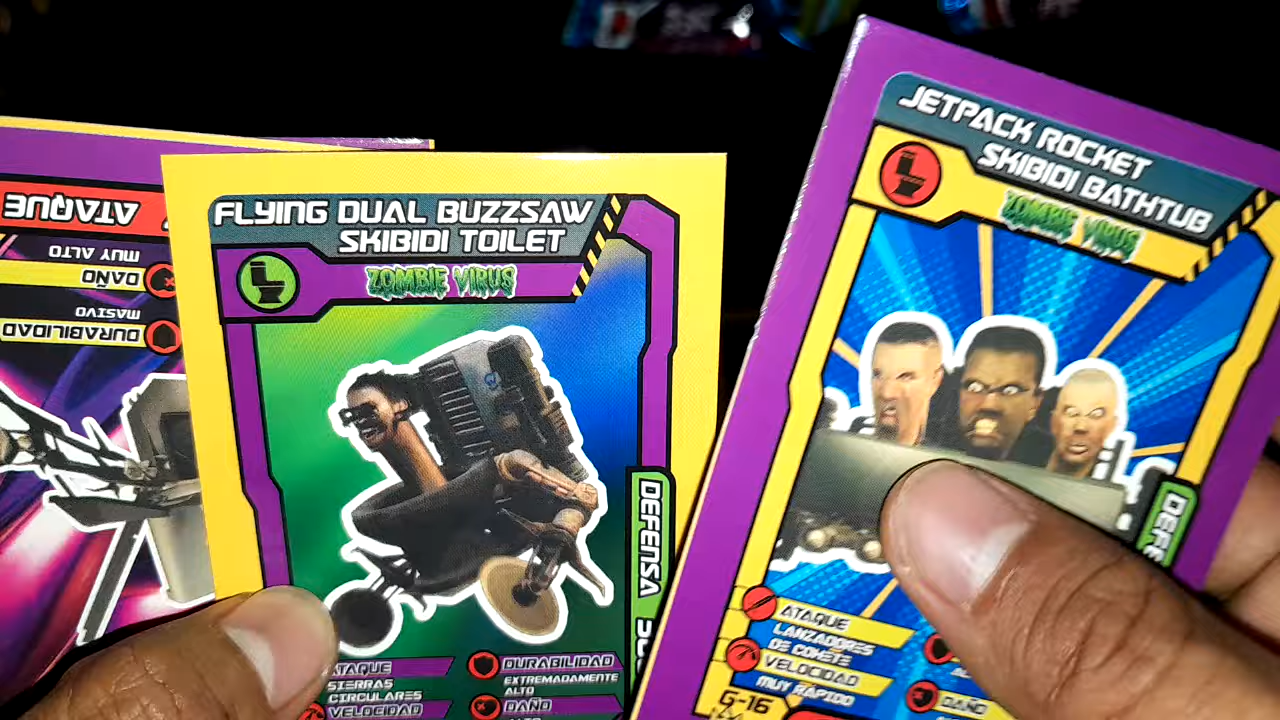 ATAQUE
MUY ALTO
DAÑO
MASIVO
DURABILIDAD
FLYING DUAL BUZZSAW
SKIBIDI TOILET
ZOMBIE VIRUS
DEFENSA
ATAQUE
SIERRAS
CIRCULARES
VELOCIDAD
DURABILIDAD
EXTREMADAMENTE
ALTO
DAÑO
JETPACK ROCKET
SKIBIDI BATHTUB
ZOMBIE VIRUS
ATAQUE
LANZADORES
DE COHETE
VELOCIDAD
MUY RÁPIDO
G-16
DAÑO